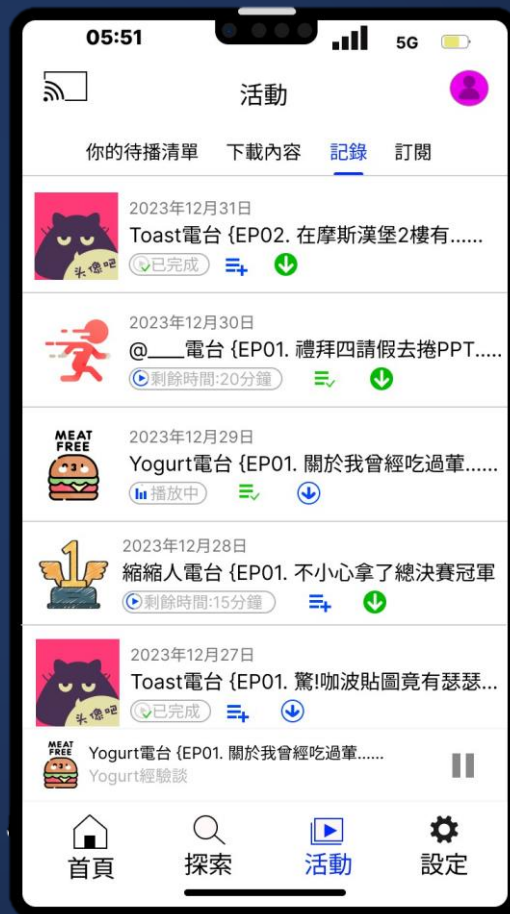 05:51
5G
活動
你的待播清單 下載內容 記錄 訂閱
2023年12月31日
Toast電台 {EP02. 在摩斯漢堡2樓有......
头像吧
已完成
2023年12月30日
@____電台 {EP01. 禮拜四請假去捲PPT.....
剩餘時間:20分鐘
MEAT
FREE
2023年12月29日
Yogurt電台 {EP01. 關於我曾經吃過葷......
播放中
1
2023年12月28日
縮縮人電台 {EP01. 不小心拿了總決賽冠軍
剩餘時間:15分鐘
2023年12月27日
Toast電台 {EP01. 驚!咖波貼圖竟有瑟瑟...
头像吧
已完成
MEAT
FREE
Yogurt電台 {EP01. 關於我曾經吃過葷......
Yogurt經驗談
首頁 探索 活動 設定